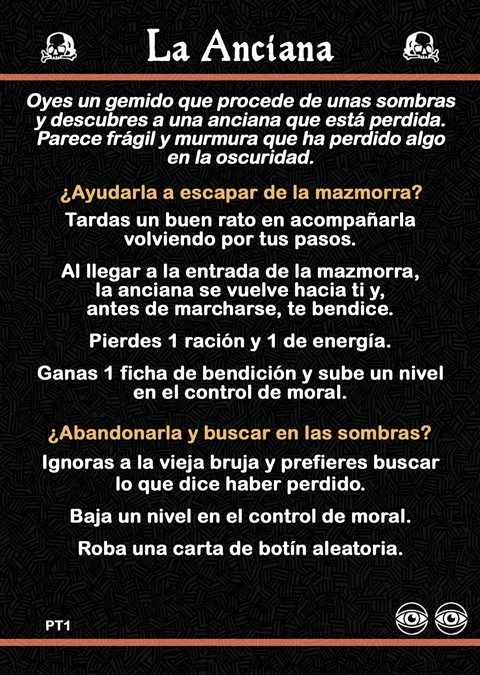 La Anciana
Oyes un gemido que procede de unas sombras
y descubres a una anciana que está perdida.
Parece frágil y murmura que ha perdido algo
en la oscuridad.
¿Ayudarla a escapar de la mazmorra?
Tardas un buen rato en acompañarla
volviendo por tus pasos.
Al llegar a la entrada de la mazmorra,
la anciana se vuelve hacia ti y,
antes de marcharse, te bendice.
Pierdes 1 ración y 1 de energía.
Ganas 1 ficha de bendición y sube un nivel
en el control de moral.
¿Abandonarla y buscar en las sombras?
Ignoras a la vieja bruja y prefieres buscar
lo que dice haber perdido.
Baja un nivel en el control de moral.
Roba una carta de botín aleatoria.
PT1